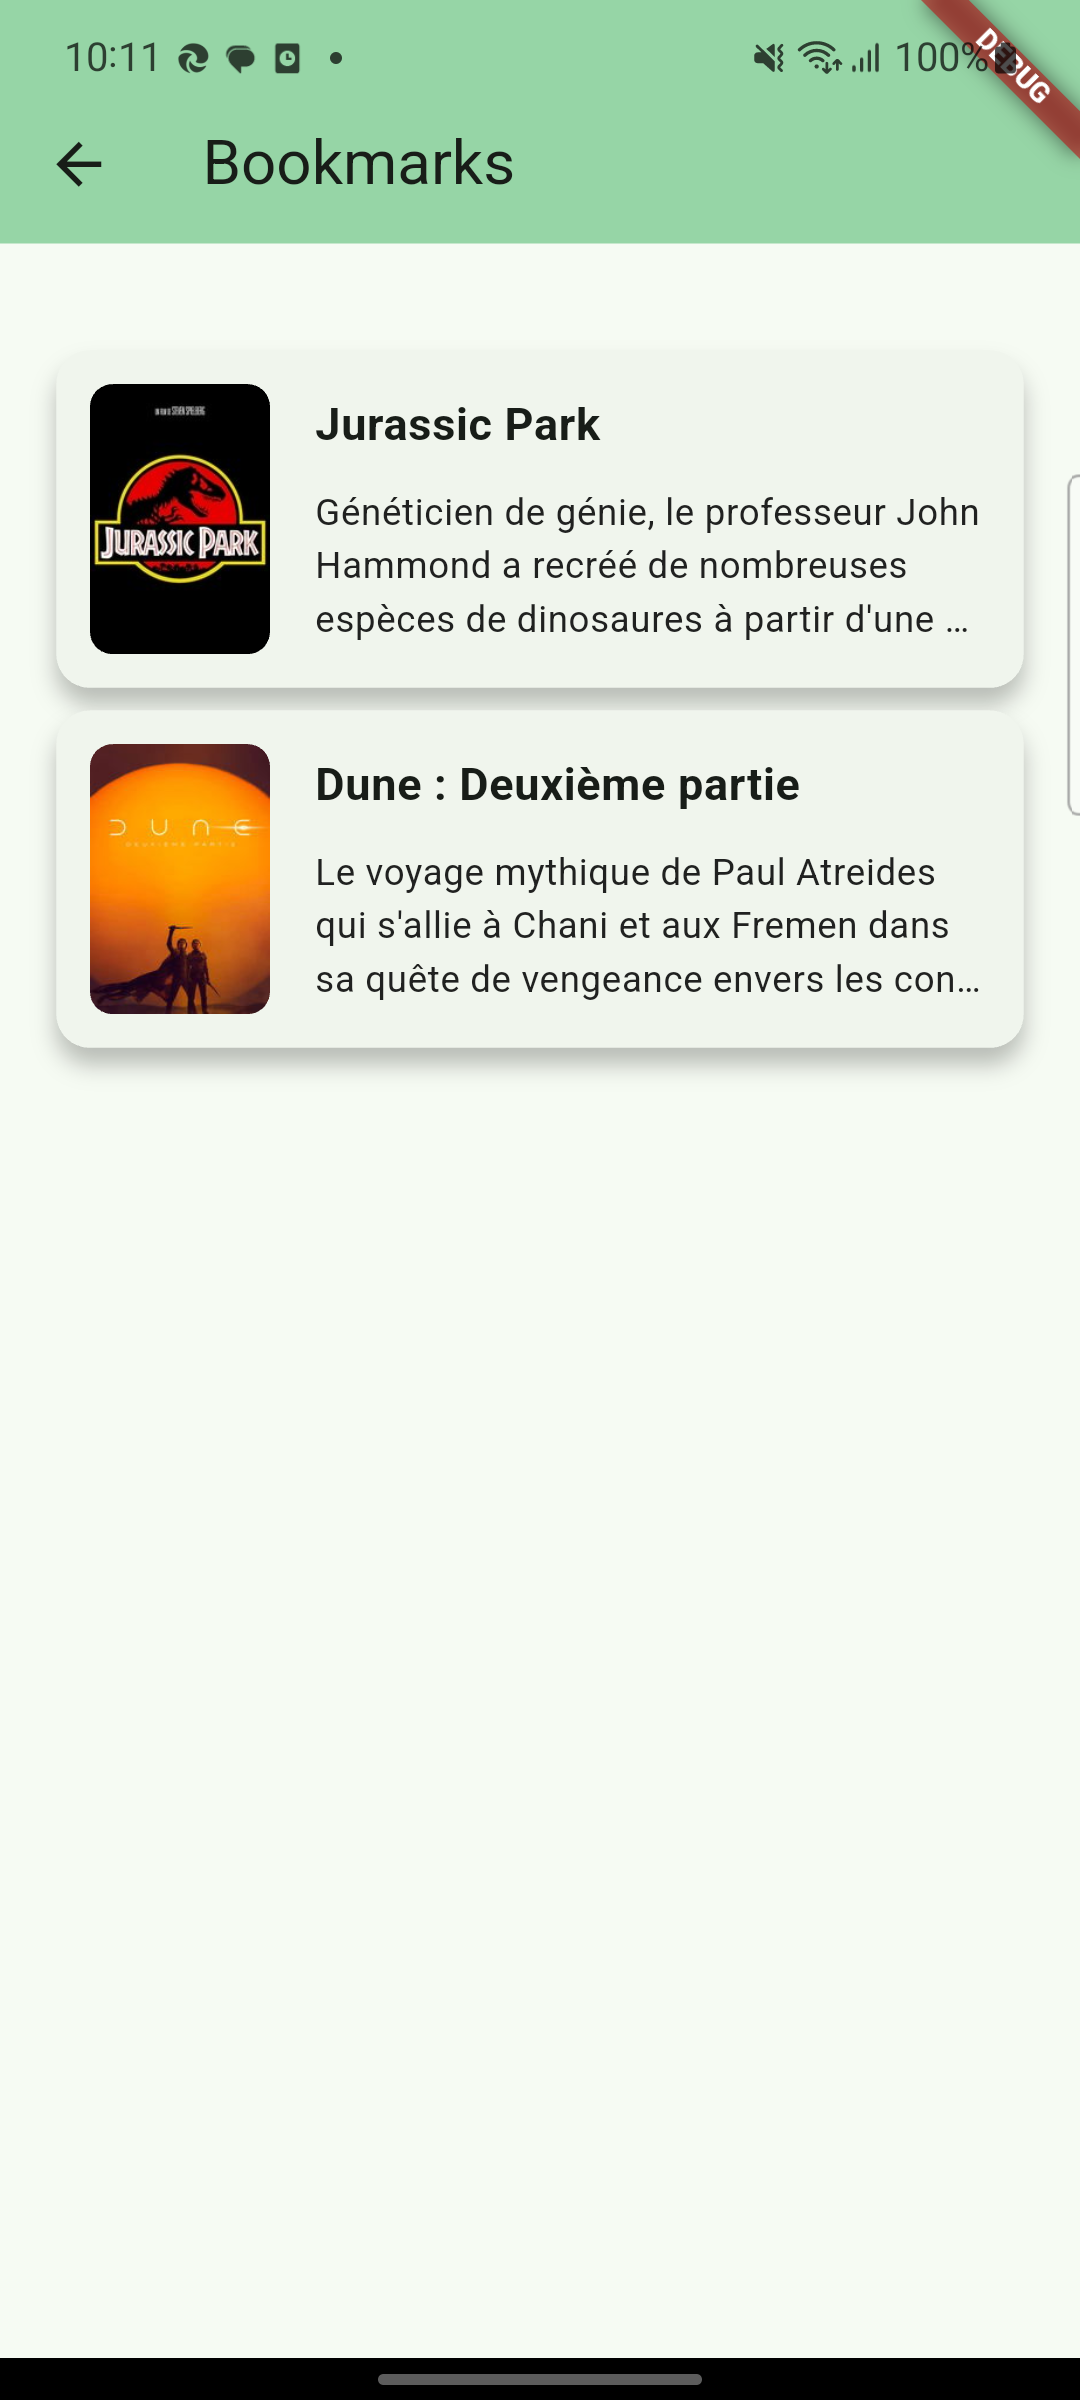 10:11
100%
DEBUG
Bookmarks
UN FILM DE STEVEN SPIELBERG
JURASSIC PARK
Jurassic Park
Généticien de génie, le professeur John
Hammond a recréé de nombreuses
espèces de dinosaures à partir d'une …
DUNE
DEUXIÈME PARTIE
Dune : Deuxième partie
Le voyage mythique de Paul Atreides
qui s'allie à Chani et aux Fremen dans
sa quête de vengeance envers les con…